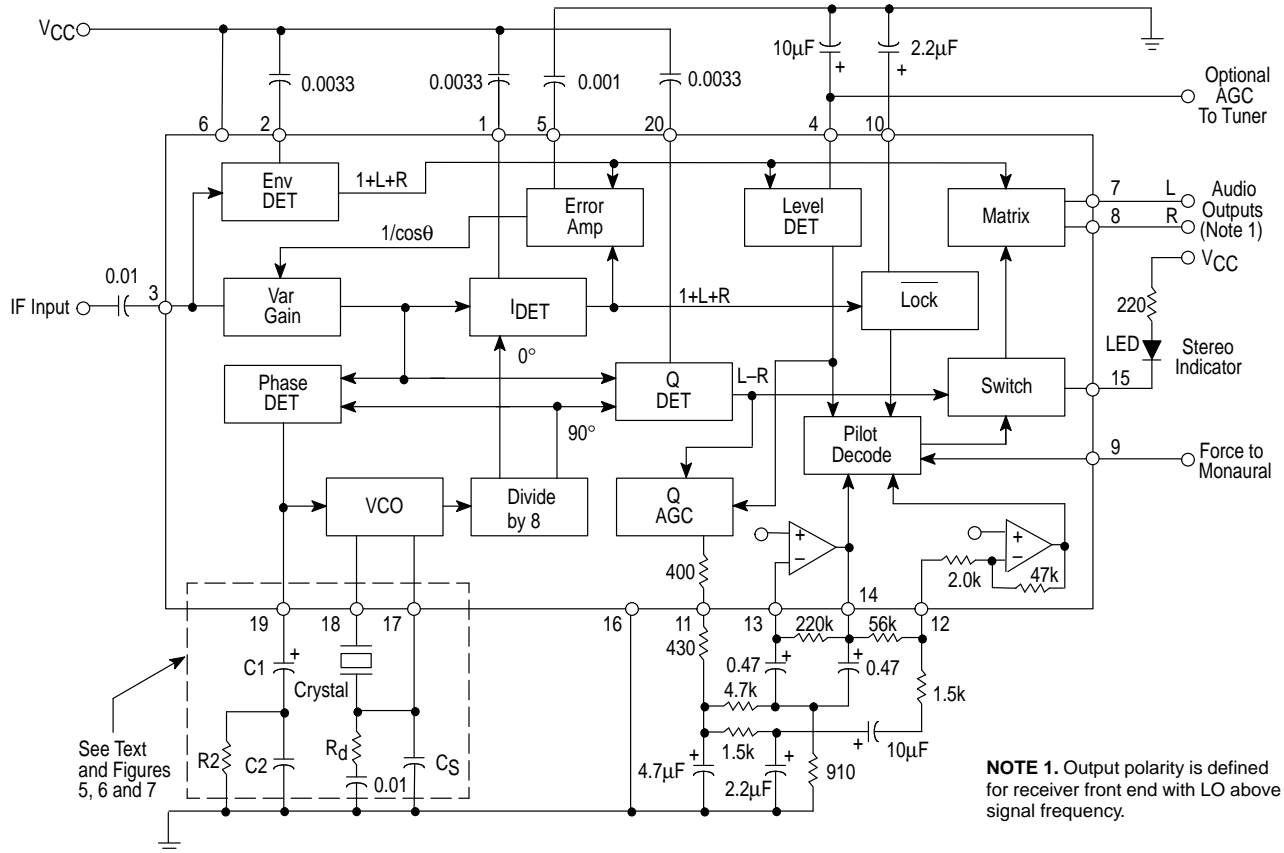 VCC
10µF
+
2.2µF
+
0.0033
0.0033
0.001
0.0033
Optional
AGC
To Tuner
6
2
1
5
20
4
10
Env
DET
1+L+R
Error
Amp
Level
DET
Matrix
7
L
8
R
Audio
Outputs
(Note 1)
1/cosθ
VCC
0.01
3
IF Input
Var
Gain
IDET
1+L+R
Lock
220
LED
Stereo
Indicator
0°
Phase
DET
Q
DET
L–R
Switch
15
90°
Pilot
Decode
9
Force to
Monaural
VCO
Divide
by 8
Q
AGC
+
–
+
–
400
2.0k
47k
14
19
18
17
16
11
13
12
430
220k
56k
C1
+
Crystal
0.47
+
+
0.47
4.7k
1.5k
See Text
and Figures
5, 6 and 7
R2
C2
Rd
0.01
CS
1.5k
+
10µF
4.7µF
+
2.2µF
+
910
NOTE 1. Output polarity is defined
for receiver front end with LO above
signal frequency.